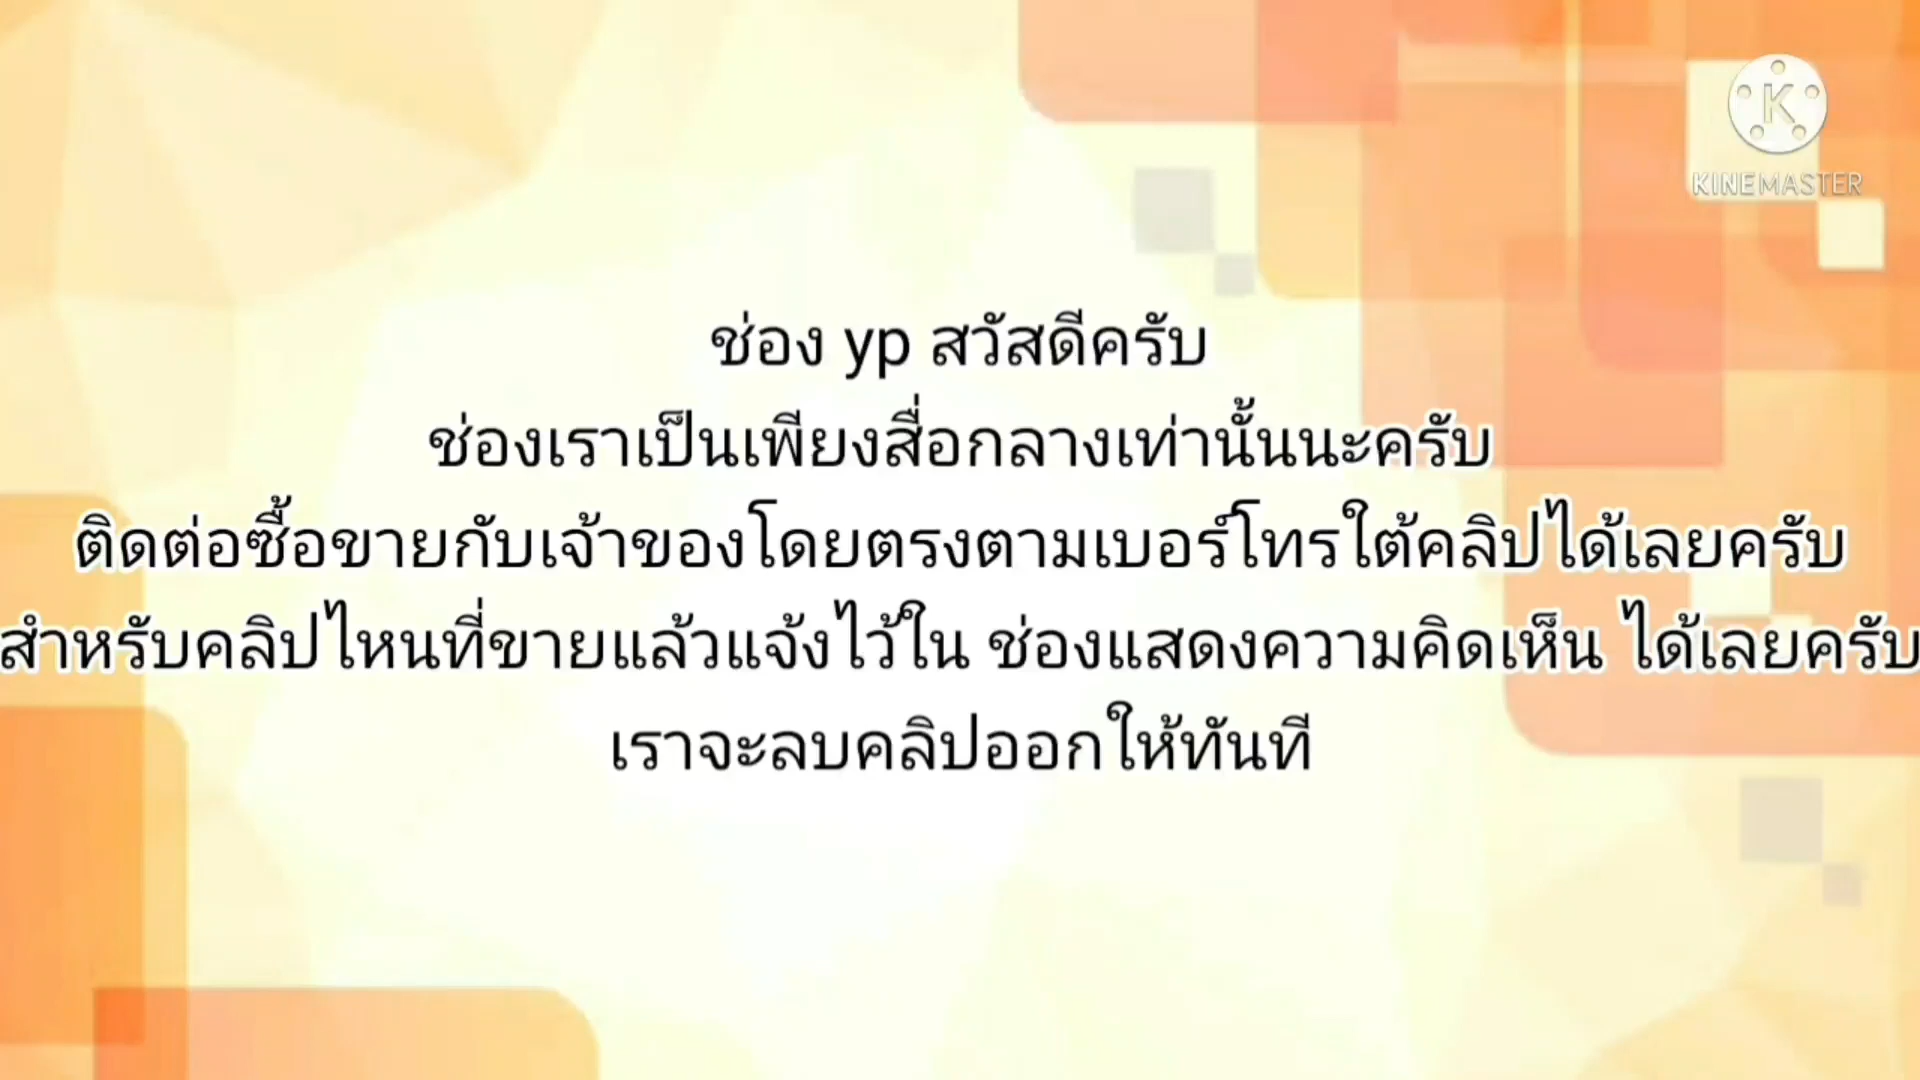 KINEMASTER
ช่อง yp สวัสดีครับ
ช่องเราเป็นเพียงสื่อกลางเท่านั้นนะครับ
ติดต่อซื้อขายกับเจ้าของโดยตรงตามเบอร์โทรใต้คลิปได้เลยครับ
สำหรับคลิปไหนที่ขายแล้วแจ้งไว้ใน ช่องแสดงความคิดเห็น ได้เลยครับ
เราจะลบคลิปออกให้ทันที